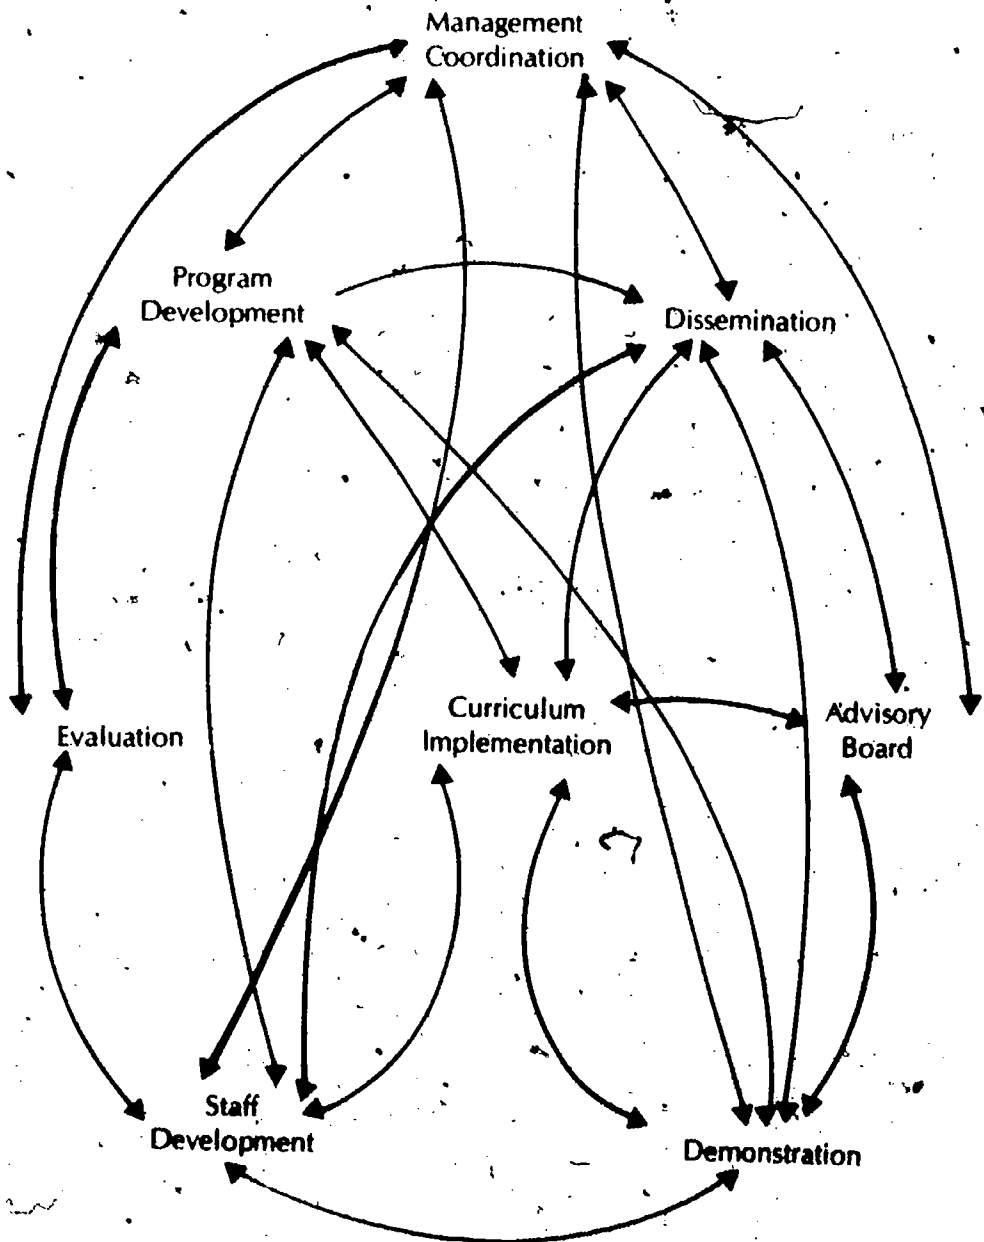 Management
Coordination
Program
Development
Dissemination
Evaluation
Curriculum
Implementation
Advisory
Board
Staff
Development
Demonstration